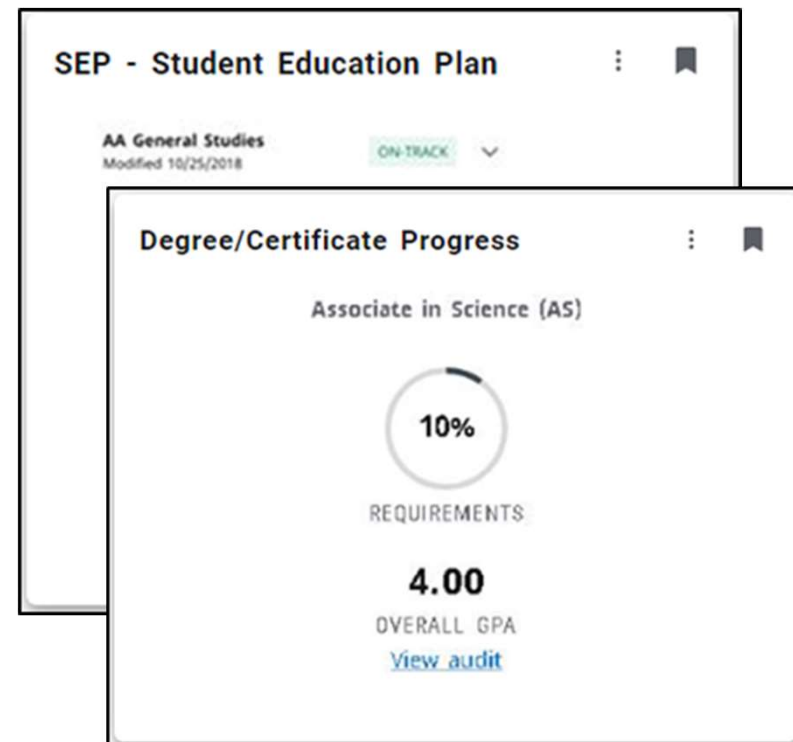 SEP - Student Education Plan
AA General Studies
Modified 10/25/2018
ON-TRACK
Degree/Certificate Progress
Associate in Science (AS)
10%
REQUIREMENTS
4.00
OVERALL GPA
View audit